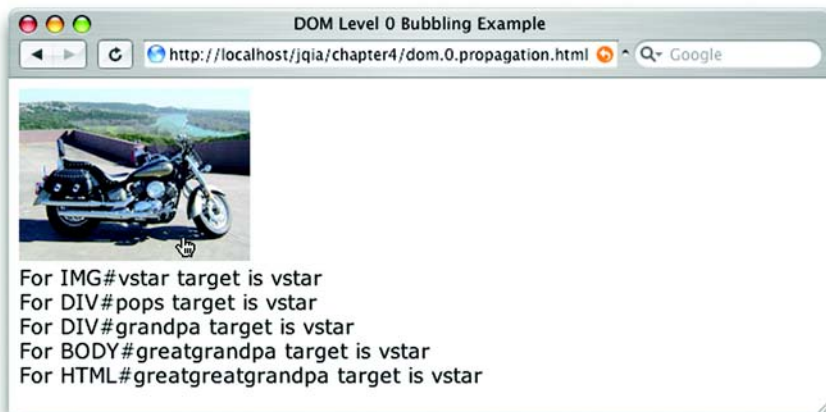 DOM Level 0 Bubbling Example
http://localhost/jqia/chapter4/dom.0.propagation.html
Google
For IMG#vstar target is vstar
For DIV#pops target is vstar
For DIV#grandpa target is vstar
For BODY#greatgrandpa target is vstar
For HTML#greatgreatgrandpa target is vstar